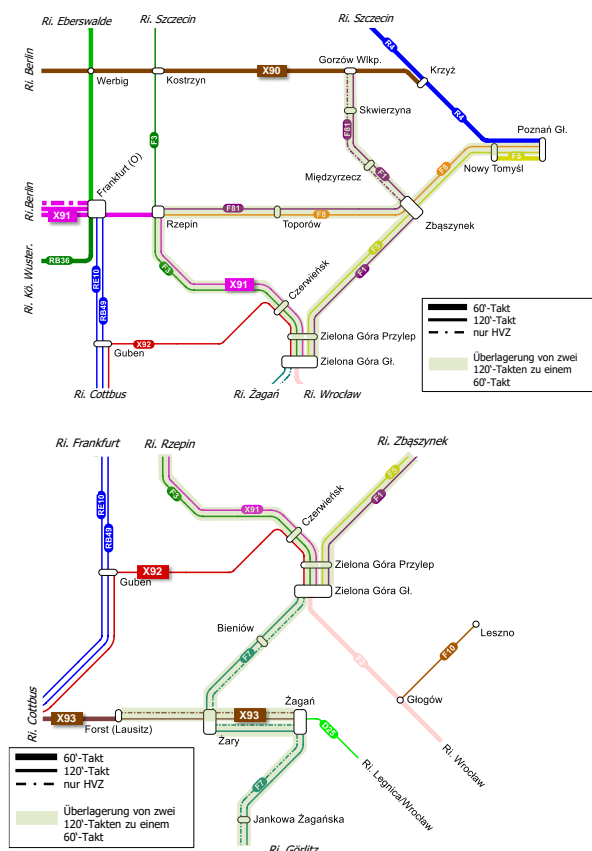 Ri. Eberswalde
Ri. Szczecin
Ri. Szczecin
R4
Ri. Berlin
Werbig
Kostrzyn
X90
Gorzów Wlkp.
Krzyż
Skwierzyna
F3
F81
R4
Poznań Gł.
Frankfurt (O)
Międzyrzecz
F1
F8
F5
Nowy Tomyśl
Ri.Berlin
X91
F81
F8
Rzepin
Toporów
Zbąszynek
RB36
Ri. Kö. Wuster.
F3
X91
F5
F1
RE10
RB49
Czerwieńsk
X92
Guben
Zielona Góra Przylep
Zielona Góra Gł.
Ri. Cottbus
Ri. Żagań
Ri. Wrocław
60'-Takt
120'-Takt
nur HVZ
Überlagerung von zwei
120'-Takten zu einem
60'-Takt
Ri. Frankfurt
Ri. Rzepin
Ri. Zbąszynek
F3
F5
F1
RE10
RB49
X91
Czerwieńsk
X92
Guben
Zielona Góra Przylep
Zielona Góra Gł.
Bieniów
F7
F2
Leszno
F10
Głogów
Ri. Cottbus
X93
Forst (Lausitz)
X93
Żagań
Żary
D25
Ri. Wrocław
Ri. Legnica/Wrocław
F7
Jankowa Żagańska
Ri. Görlitz
60'-Takt
120'-Takt
nur HVZ
Überlagerung von zwei
120'-Takten zu einem
60'-Takt